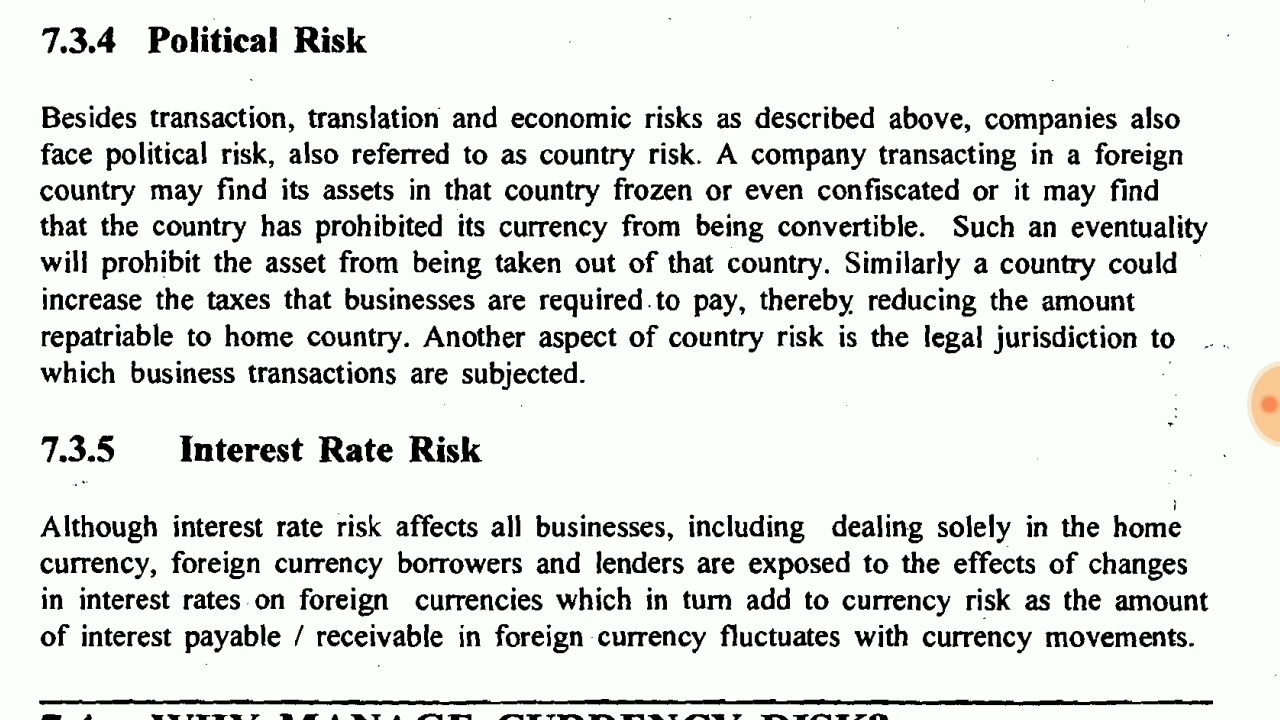 7.3.4 Political Risk
Besides transaction, translation and economic risks as described above, companies also
face political risk, also referred to as country risk. A company transacting in a foreign
country may find its assets in that country frozen or even confiscated or it may find
that the country has prohibited its currency from being convertible. Such an eventuality
will prohibit the asset from being taken out of that country. Similarly a country could
increase the taxes that businesses are required to pay, thereby reducing the amount
repatriable to home country. Another aspect of country risk is the legal jurisdiction to
which business transactions are subjected.
7.3.5 Interest Rate Risk
Although interest rate risk affects all businesses, including dealing solely in the home
currency, foreign currency borrowers and lenders are exposed to the effects of changes
in interest rates on foreign currencies which in turn add to currency risk as the amount
of interest payable / receivable in foreign currency fluctuates with currency movements.
WHY MANAGE CURRENCY RISK?